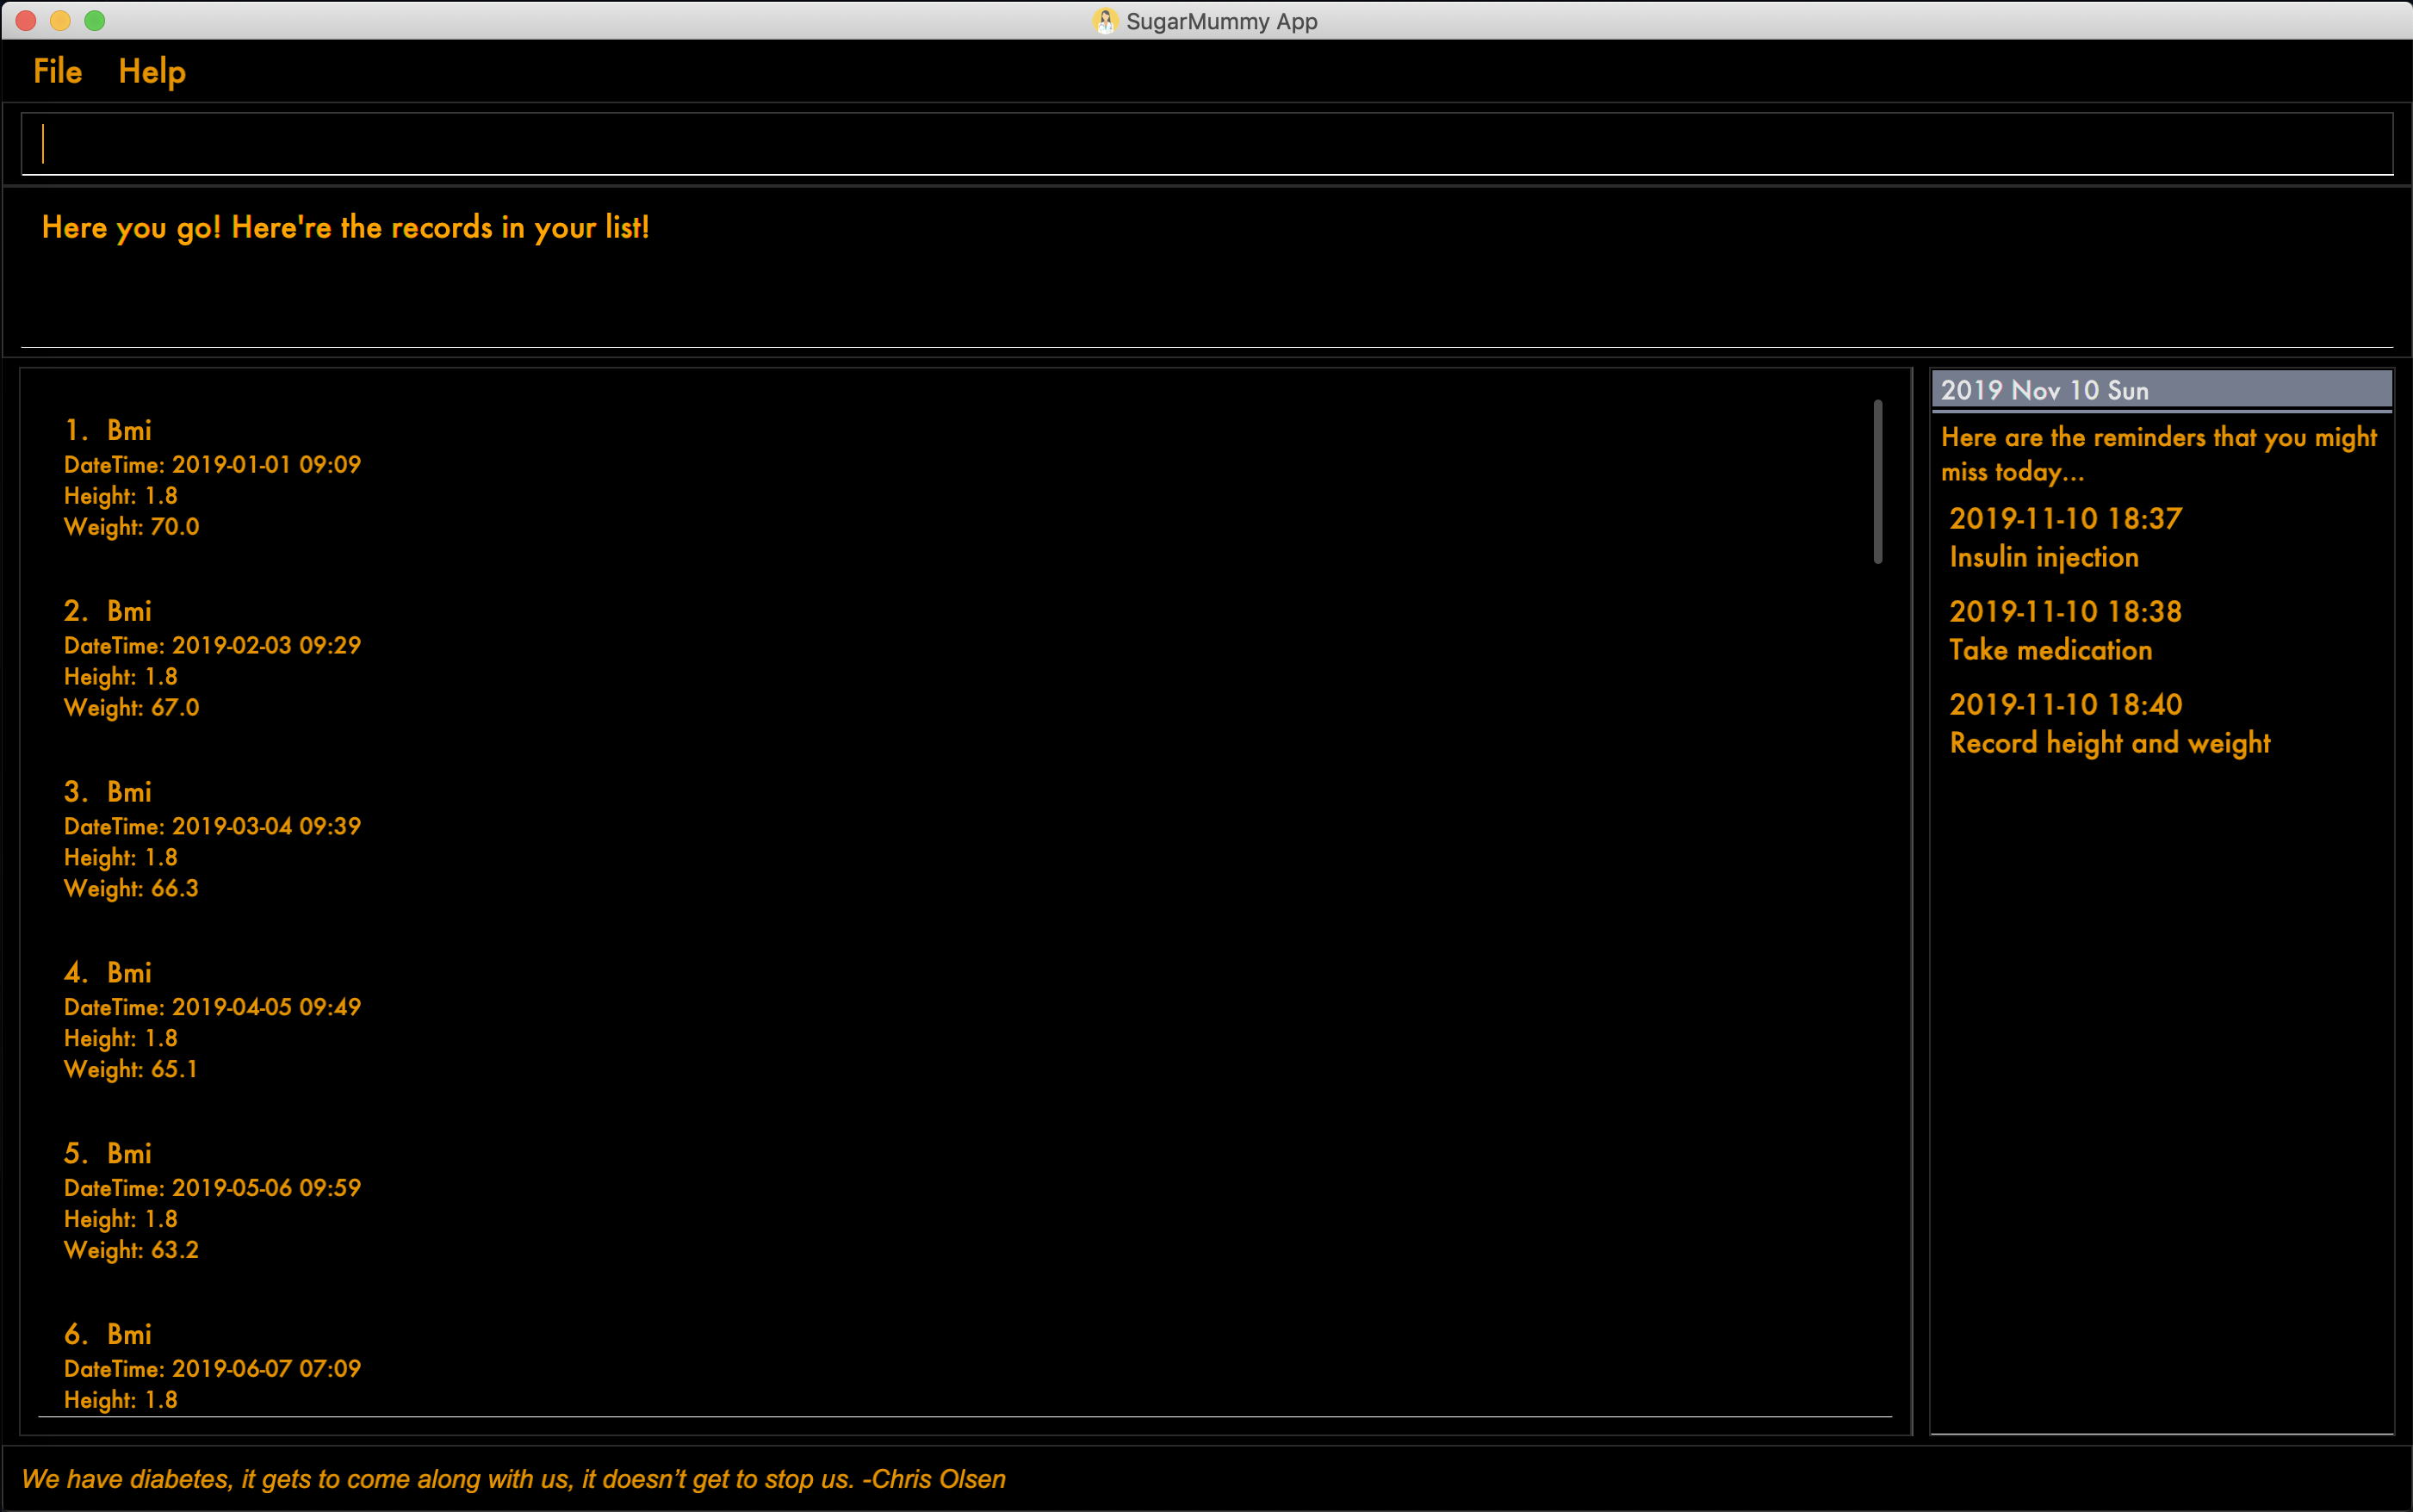 SugarMummy App
File Help
Here you go! Here're the records in your list!
1. Bmi
DateTime: 2019-01-01 09:09
Height: 1.8
Weight: 70.0
2. Bmi
DateTime: 2019-02-03 09:29
Height: 1.8
Weight: 67.0
3. Bmi
DateTime: 2019-03-04 09:39
Height: 1.8
Weight: 66.3
4. Bmi
DateTime: 2019-04-05 09:49
Height: 1.8
Weight: 65.1
5. Bmi
DateTime: 2019-05-06 09:59
Height: 1.8
Weight: 63.2
6. Bmi
DateTime: 2019-06-07 07:09
Height: 1.8
2019 Nov 10 Sun
Here are the reminders that you might
miss today...
2019-11-10 18:37
Insulin injection
2019-11-10 18:38
Take medication
2019-11-10 18:40
Record height and weight
We have diabetes, it gets to come along with us, it doesn’t get to stop us. -Chris Olsen